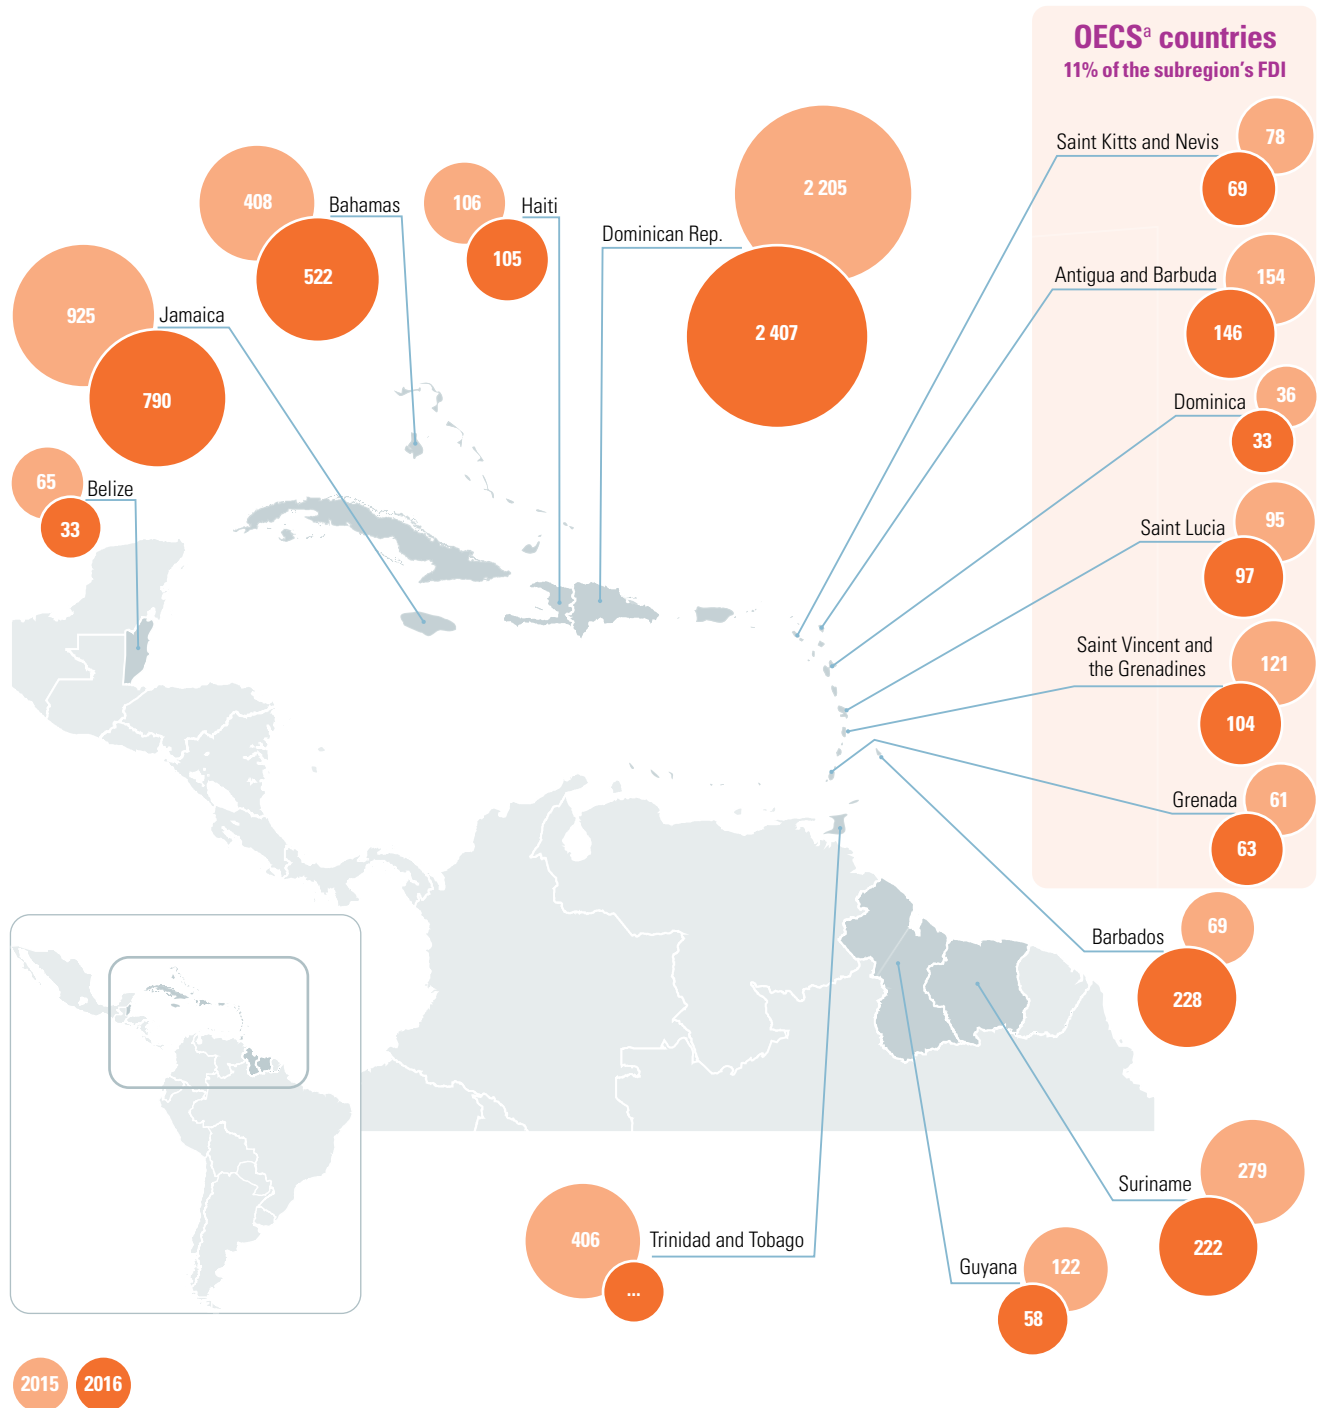 OECSa countries
11% of the subregion's FDI
Saint Kitts and Nevis
78
69
Antigua and Barbuda
154
146
Dominica
36
33
Saint Lucia
95
97
Saint Vincent and
the Grenadines
121
104
Grenada
61
63
Barbados
69
228
Suriname
279
222
Guyana
122
58
Trinidad and Tobago
406
...
Dominican Rep.
2 205
2 407
Haiti
106
105
Bahamas
408
522
Jamaica
925
790
Belize
65
33
2015
2016